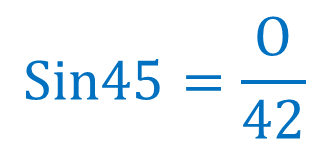 Sin45 = O/42